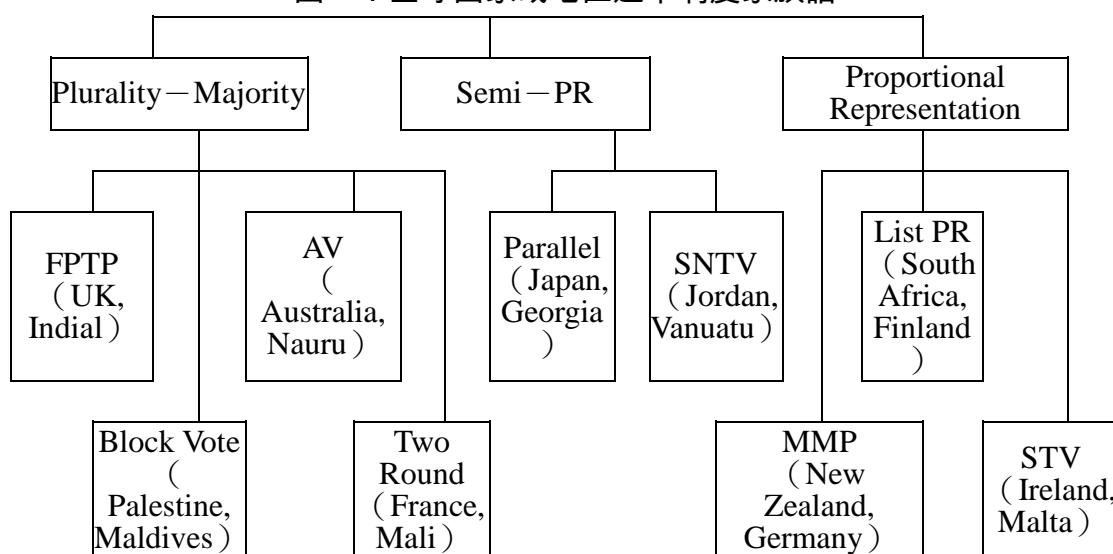 Plurality－Majority
Semi－PR
Proportional
Representation
FPTP
（UK,
Indial）
AV
（
Australia,
Nauru）
Parallel
（Japan,
Georgia
）
SNTV
（Jordan,
Vanuatu）
List PR
（South
Africa,
Finland
）
Block Vote
（
Palestine,
Maldives）
Two
Round
（France,
Mali）
MMP
（New
Zealand,
Germany）
STV
（Ireland,
Malta）